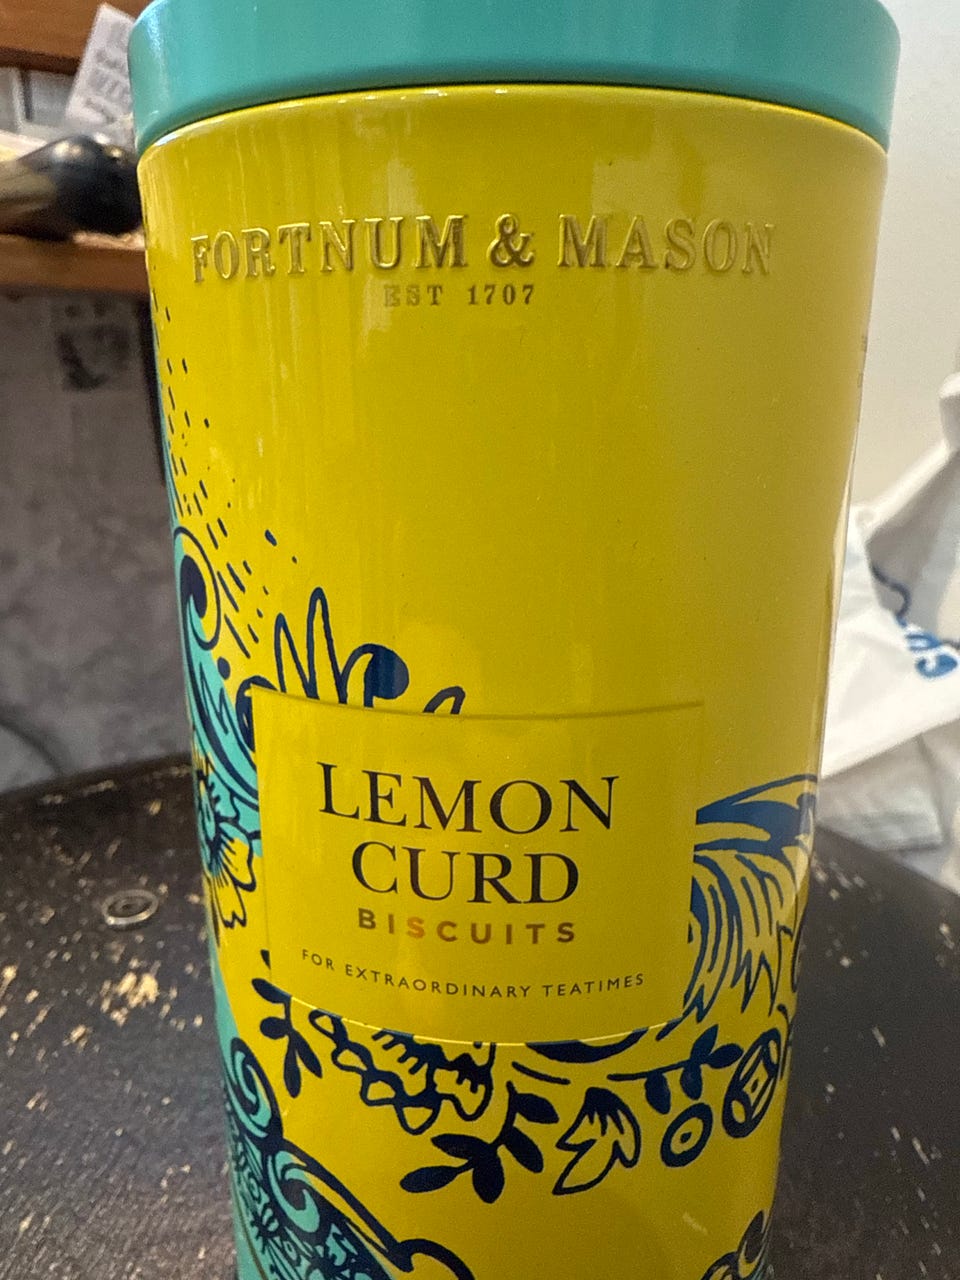 FORTNUM & MASON
EST 1707
LEMON
CURD
BISCUITS
FOR EXTRAORDINARY TEATIMES